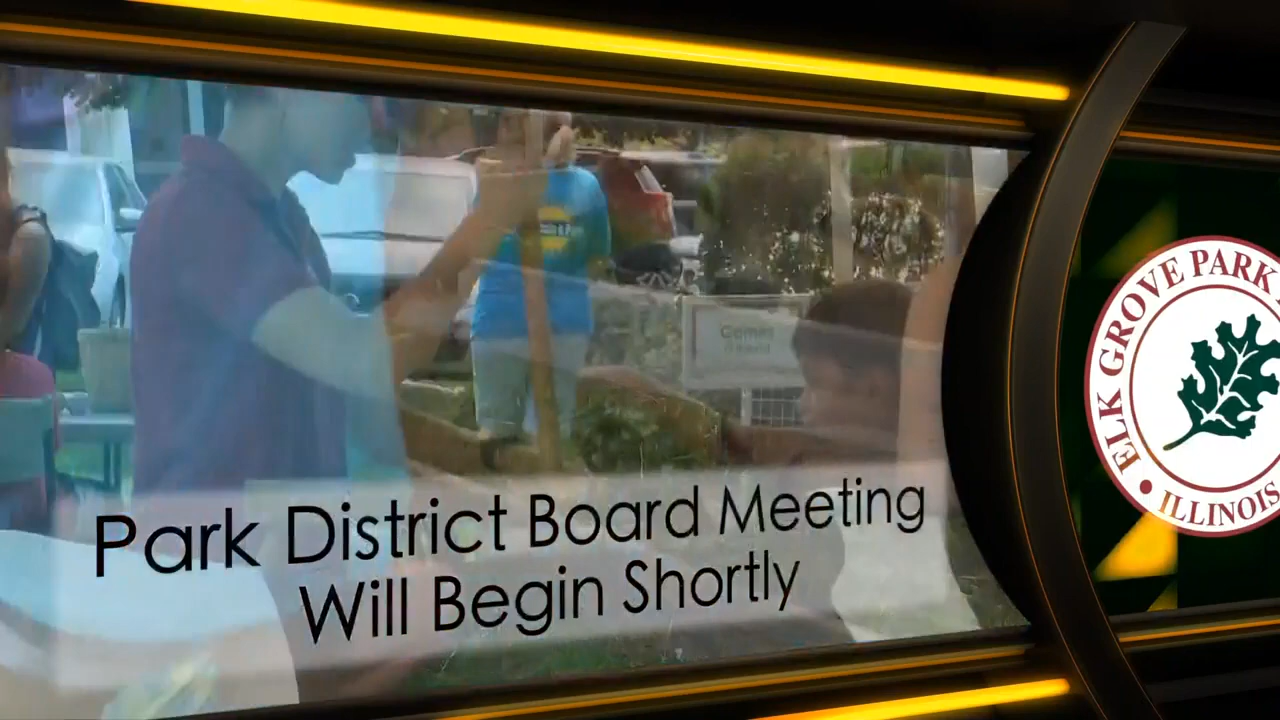 Park District Board Meeting
Will Begin Shortly
ELK GROVE PARK
ILLINOIS